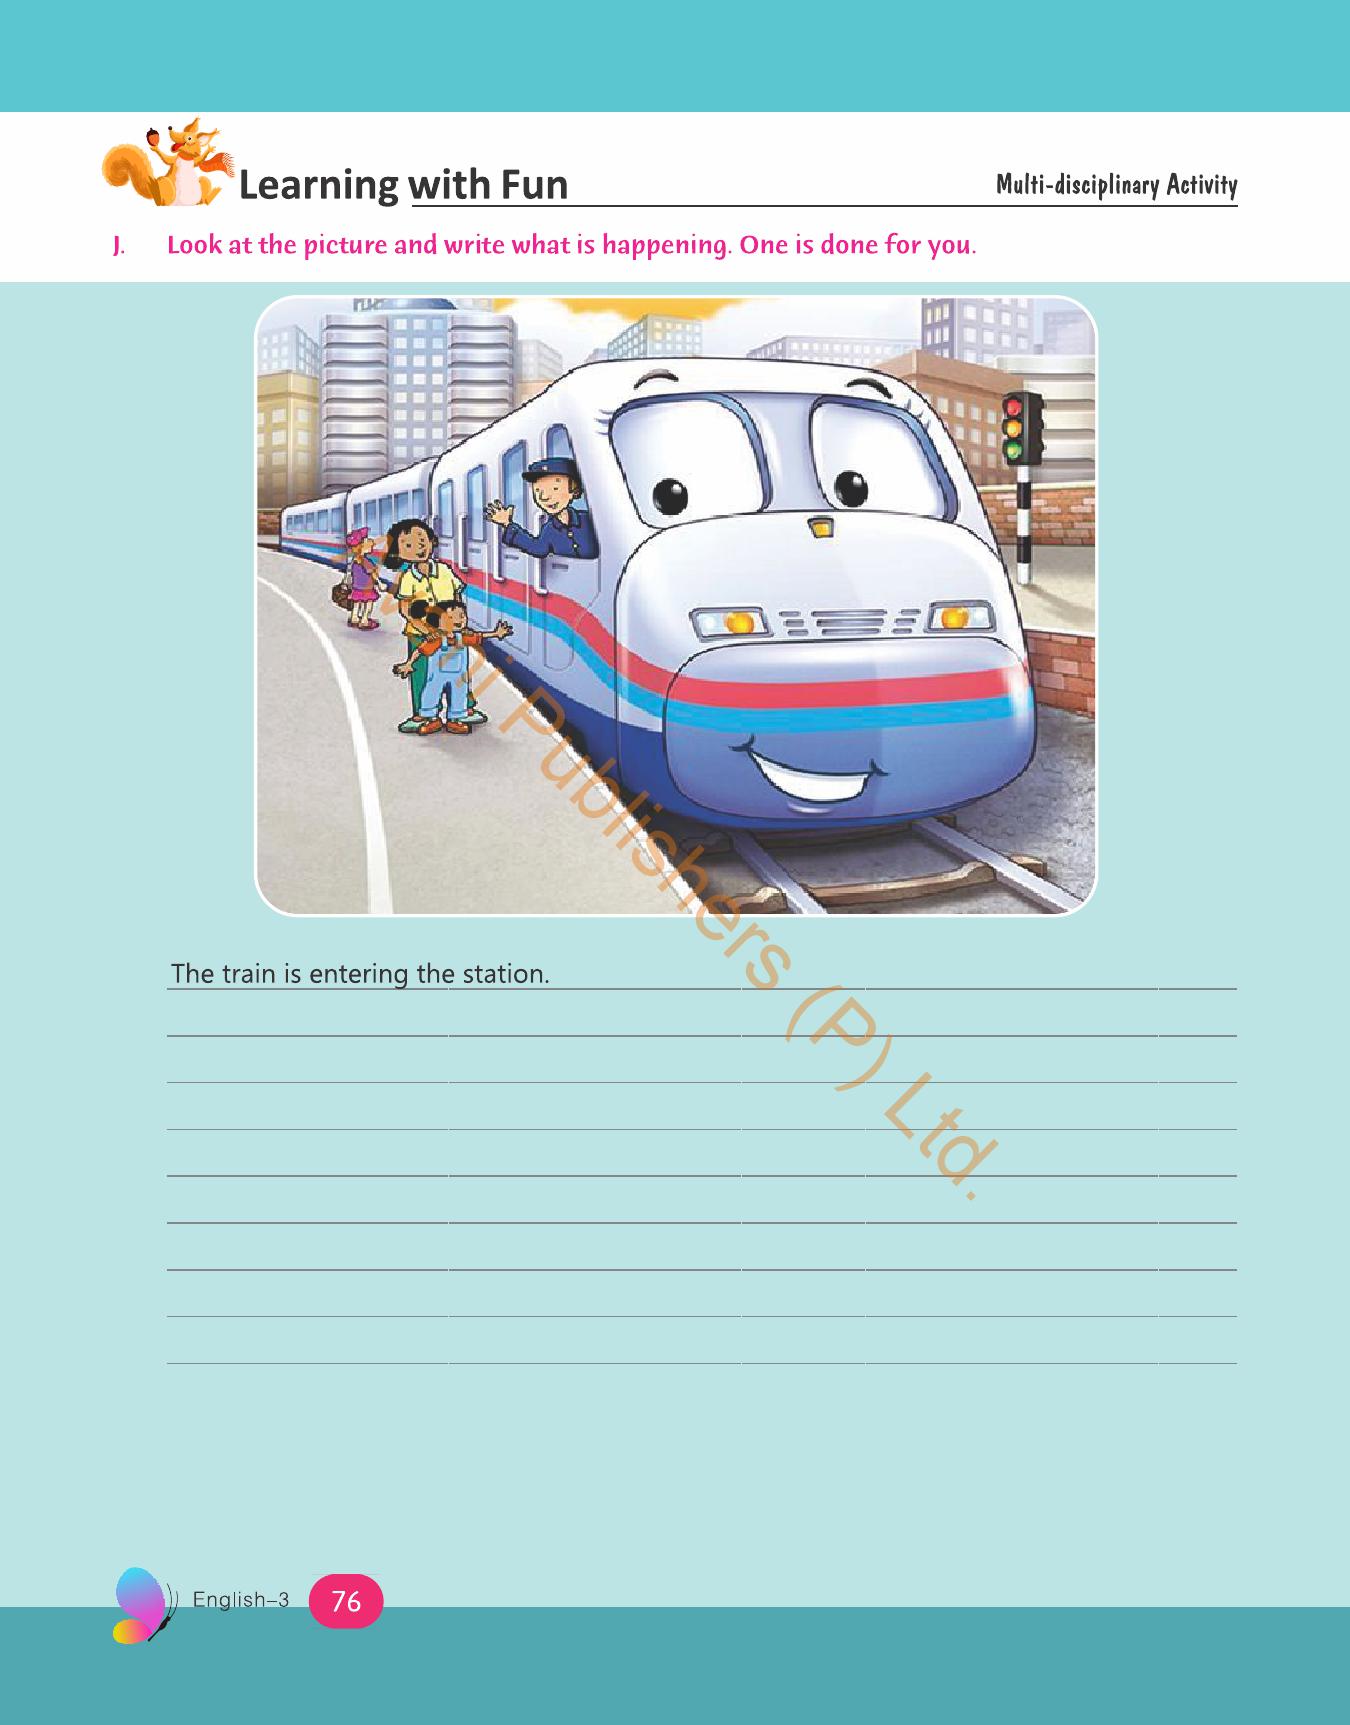 Learning with Fun
Multi-disciplinary Activity
J. Look at the picture and write what is happening. One is done for you.
The train is entering the station.
Publishers (P) Ltd.
English–3
76